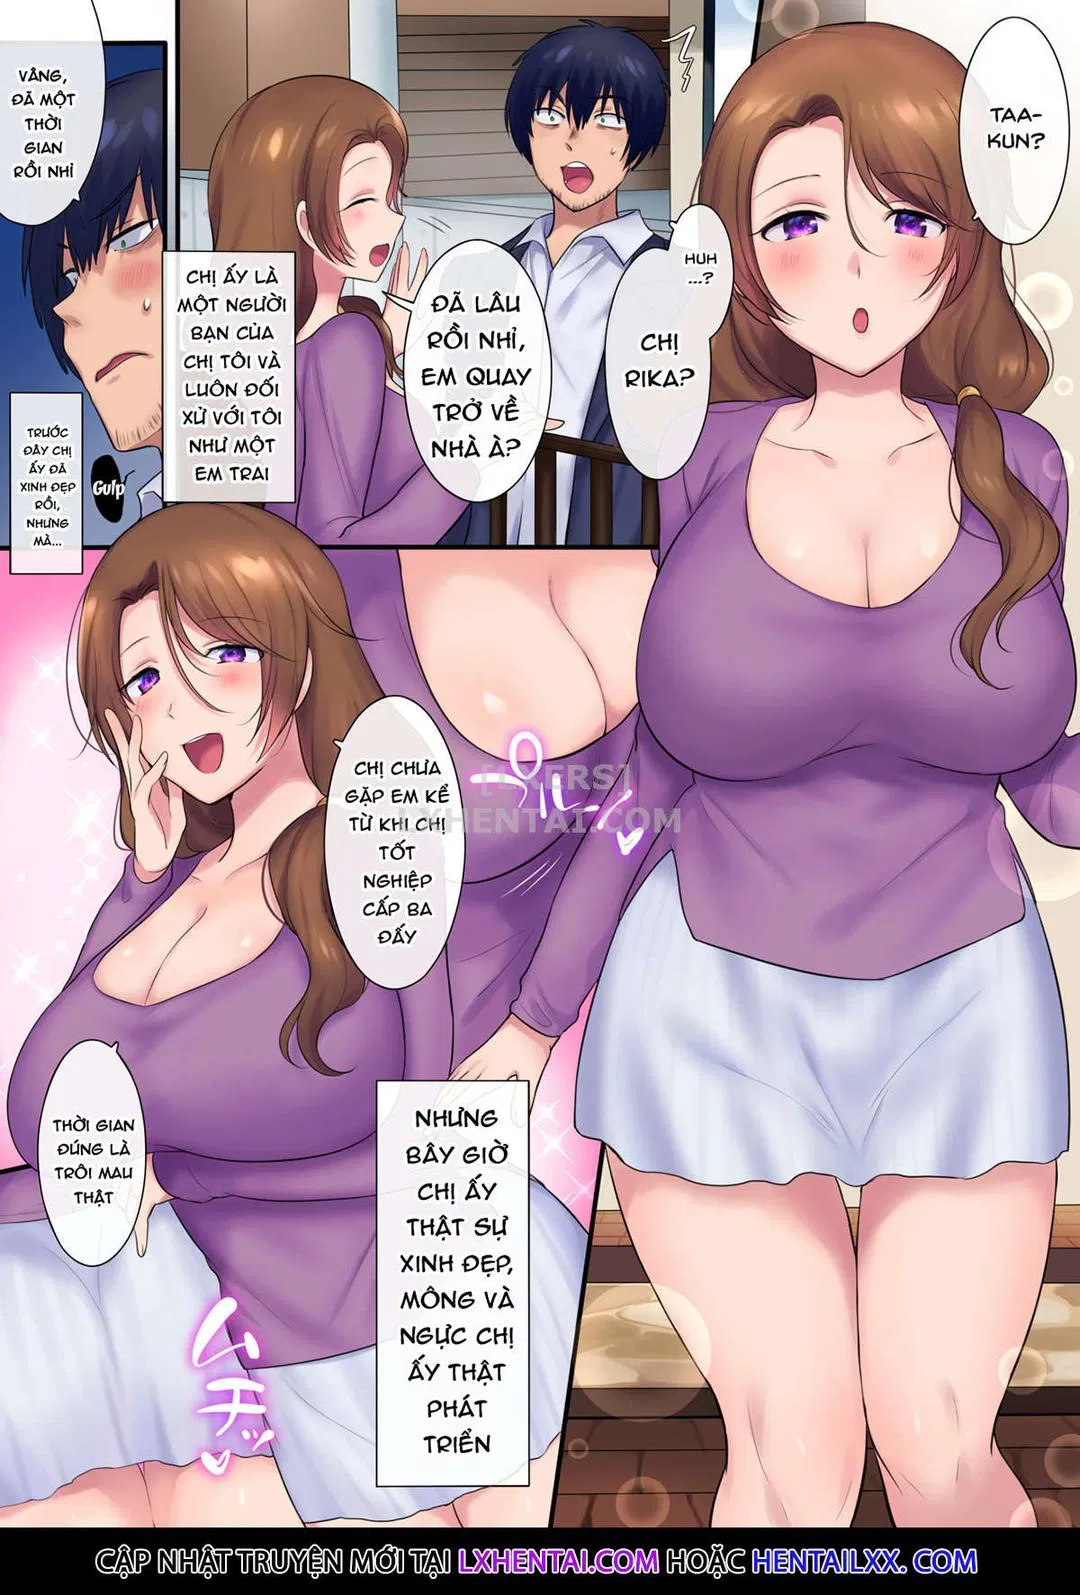 TAA-
KUN?
HUH
...?
CHỊ
RIKA?
ĐÃ LÂU
RỒI NHỈ,
EM QUAY
TRỞ VỀ
NHÀ À?
CHỊ ẤY LÀ
MỘT NGƯỜI
BẠN CỦA
CHỊ TÔI VÀ
LUÔN ĐỐI
XỬ VỚI TÔI
NHƯ MỘT
EM TRAI
VÂNG,
ĐÃ MỘT
THỜI
GIAN
RỒI NHỈ
Gulp
TRƯỚC
ĐÂY CHỊ
ẤY ĐÃ
XINH ĐẸP
RỒI,
NHƯNG
MÀ...
CHỊ CHƯA
GẶP EM KỂ
TỪ KHI CHỊ
TỐT
NGHIỆP
CẤP BA
ĐẤY
[LXERS]
LXHENTAI.COM
THỜI GIAN
ĐÚNG LÀ
TRÔI MAU
THẬT
NHƯNG
BÂY GIỜ
CHỊ ẤY
THẬT SỰ
XINH ĐẸP,
MÔNG VÀ
NGỰC CHỊ
ẤY THẬT
PHÁT
TRIỂN
ムチッ♡
CẬP NHẬT TRUYỆN MỚI TẠI LXHENTAI.COM HOẶC HENTAILXX. COM